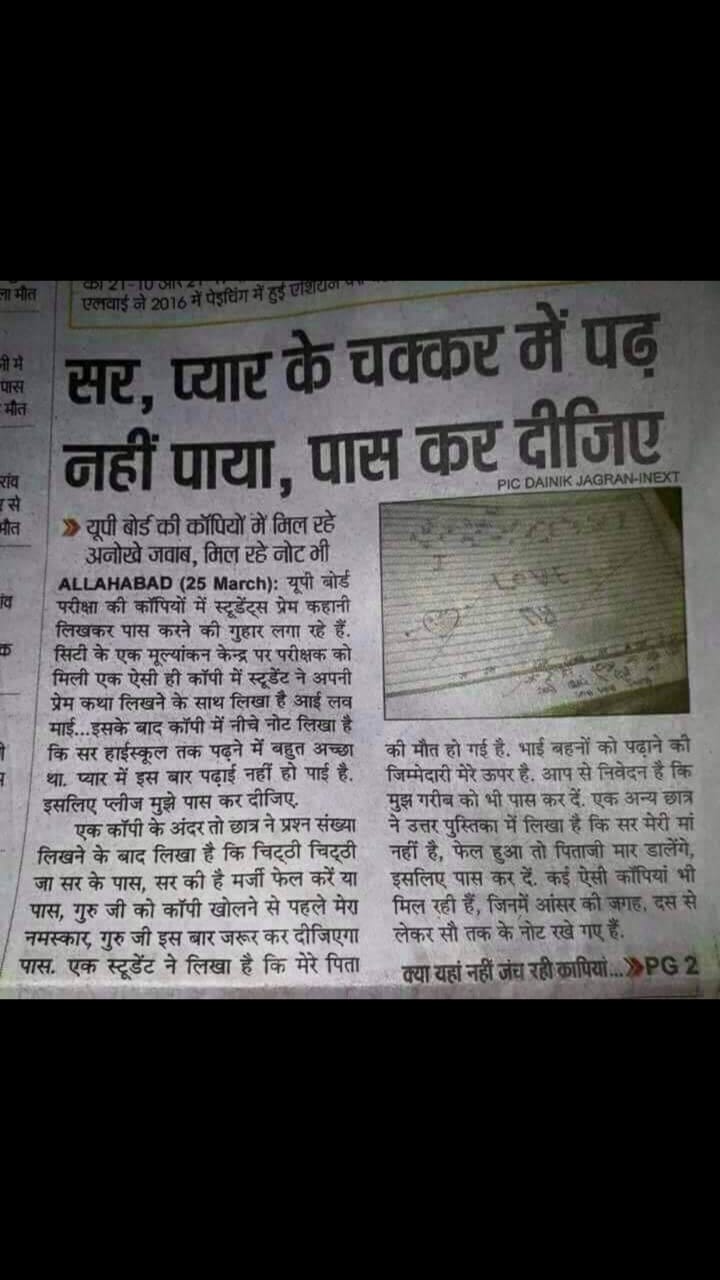 ला मौत
नी में
पास
मौत
रांव
र से
मौत
गंव
क
एलवाई ने 2016 में पेइचिंग में हुई एशियन
सर, प्यार के चक्कर में पढ़
नहीं पाया, पास कर दीजिए
PIC DAINIK JAGRAN-INEXT
यूपी बोर्ड की कॉपियों में मिल रहे
अनोखे जवाब, मिल रहे नोट भी
ALLAHABAD (25 March): यूपी बोर्ड
परीक्षा की कॉपियों में स्टूडेंट्स प्रेम कहानी
लिखकर पास करने की गुहार लगा रहे हैं.
सिटी के एक मूल्यांकन केन्द्र पर परीक्षक को
मिली एक ऐसी ही कॉपी में स्टूडेंट ने अपनी
प्रेम कथा लिखने के साथ लिखा है आई लव
माई...इसके बाद कॉपी में नीचे नोट लिखा है
कि सर हाईस्कूल तक पढ़ने में बहुत अच्छा
था. प्यार में इस बार पढ़ाई नहीं हो पाई है.
इसलिए प्लीज मुझे पास कर दीजिए.
एक कॉपी के अंदर तो छात्र ने प्रश्न संख्या
लिखने के बाद लिखा है कि चिट्ठी चिट्ठी
जा सर के पास, सर की है मर्जी फेल करें या
पास, गुरु जी को कॉपी खोलने से पहले मेरा
नमस्कार, गुरु जी इस बार जरूर कर दीजिएगा
पास. एक स्टूडेंट ने लिखा है कि मेरे पिता
I
LOVE
My
की मौत हो गई है. भाई बहनों को पढ़ाने की
जिम्मेदारी मेरे ऊपर है. आप से निवेदन है कि
मुझ गरीब को भी पास कर दें. एक अन्य छात्र
ने उत्तर पुस्तिका में लिखा है कि सर मेरी मां
नहीं है, फेल हुआ तो पिताजी मार डालेंगे,
इसलिए पास कर दें. कई ऐसी कॉपियां भी
मिल रही हैं, जिनमें आंसर की जगह, दस से
लेकर सौ तक के नोट रखे गए हैं.
क्या यहां नहीं जंच रही कापियां...PG 2